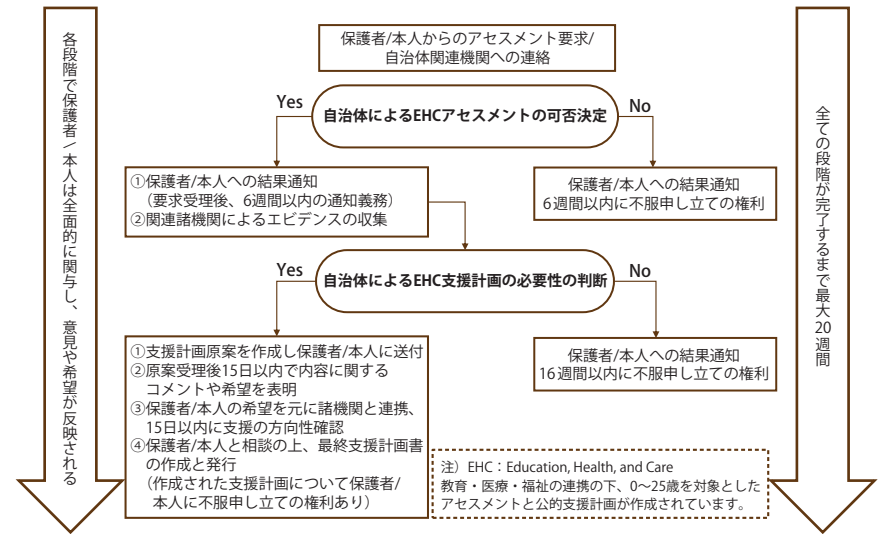 各段階で保護者/本人は全面的に関与し、意見や希望が反映される
保護者/本人からのアセスメント要求/
自治体関連機関への連絡
Yes
自治体によるEHCアセスメントの可否決定
No
①保護者/本人への結果通知
（要求受理後、6週間以内の通知義務）
②関連諸機関によるエビデンスの収集
保護者/本人への結果通知
6週間以内に不服申し立ての権利
Yes
自治体によるEHC支援計画の必要性の判断
No
①支援計画原案を作成し保護者/本人に送付
②原案受理後15日以内で内容に関する
コメントや希望を表明
③保護者/本人の希望を元に諸機関と連携、
15日以内に支援の方向性確認
④保護者/本人と相談の上、最終支援計画書
の作成と発行
（作成された支援計画について保護者/
本人に不服申し立ての権利あり）
保護者/本人への結果通知
16週間以内に不服申し立ての権利
注）EHC：Education, Health, and Care
教育・医療・福祉の連携の下、0〜25歳を対象とした
アセスメントと公的支援計画が作成されています。
全ての段階が完了するまで最大20週間